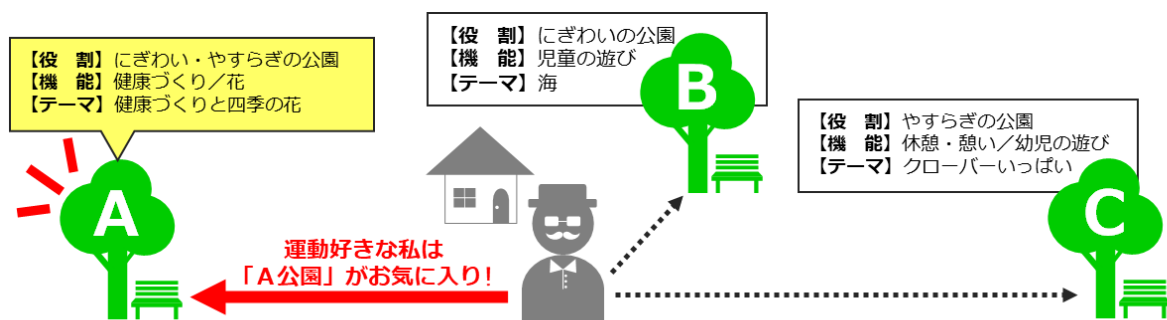 【役　割】にぎわい・やすらぎの公園
【機　能】健康づくり／花
【テーマ】健康づくりと四季の花
A
【役　割】にぎわいの公園
【機　能】児童の遊び
【テーマ】海
B
【役　割】やすらぎの公園
【機　能】休憩・憩い／幼児の遊び
【テーマ】クローバーいっぱい
C
運動好きな私は
「Ａ公園」がお気に入り！